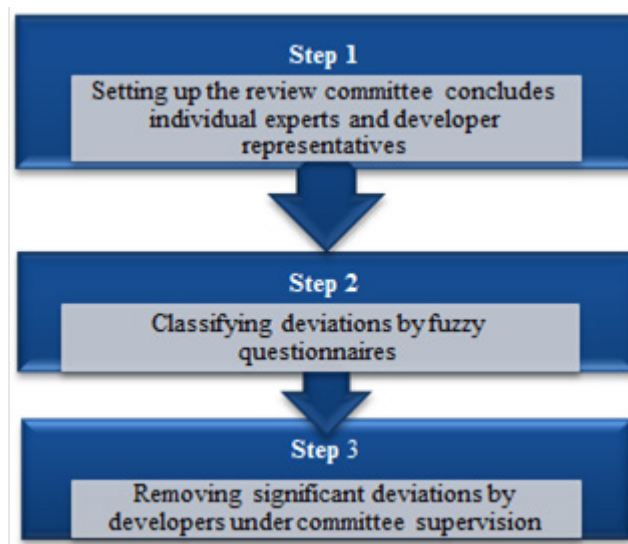 Step 1
Setting up the review committee concludes
individual experts and developer
representatives
Step 2
Classifying deviations by fuzzy
questionnaires
Step 3
Removing significant deviations by
developers under committee supervision